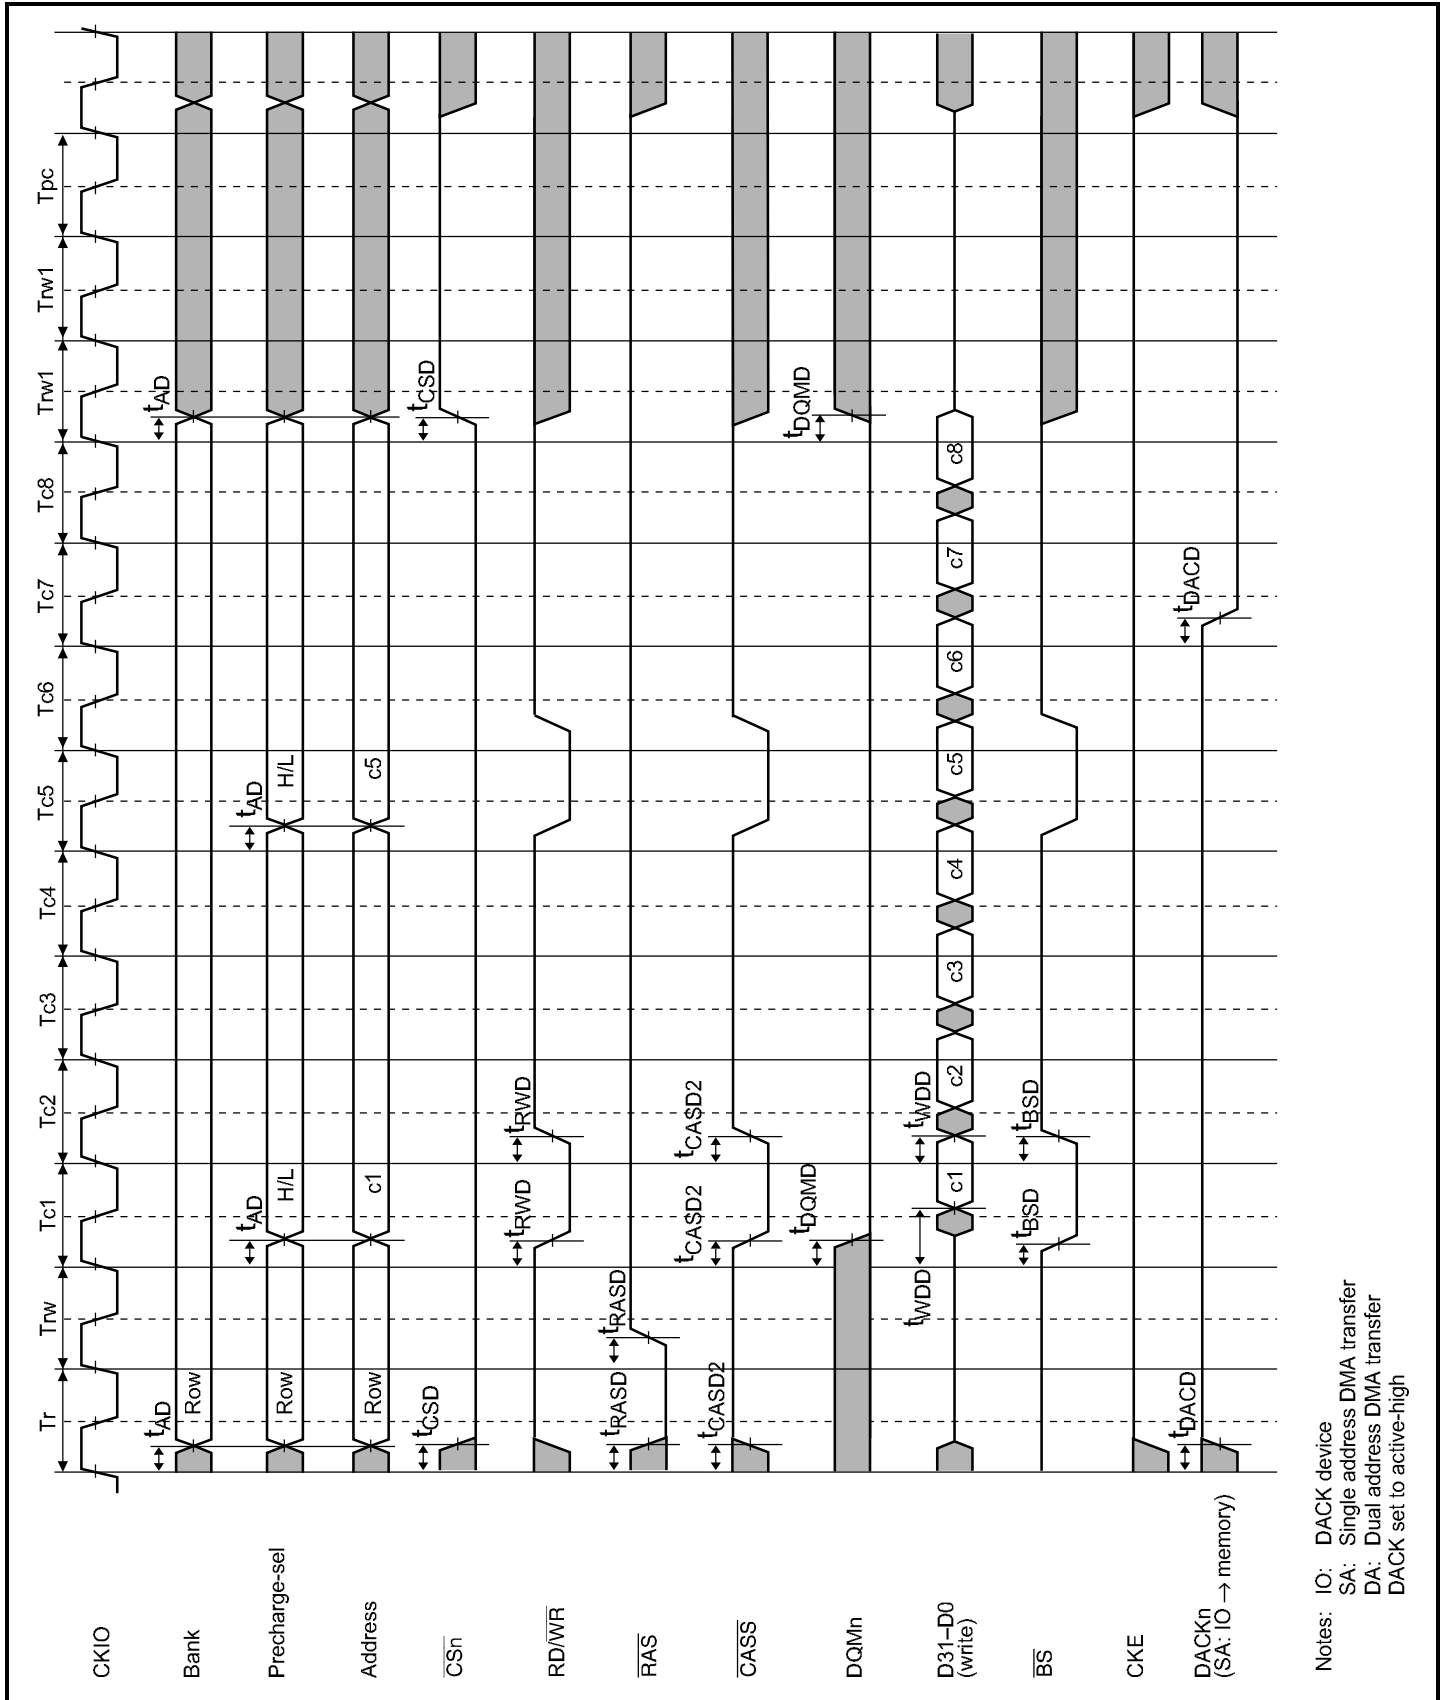 Tr
Trw
Tc1
Tc2
Tc3
Tc4
Tc5
Tc6
Tc7
Tc8
Trw1
Trw1
Tpc
CKIO
Bank
tAD
Row
tAD
Precharge-sel
Row
tAD
H/L
tAD
H/L
Address
Row
c1
c5
CSn
tCSD
tCSD
RD/WR
tRWD
tRWD
RAS
tRASD
tRASD
CASS
tCASD2
tCASD2
tCASD2
DQMn
tDQMD
tDQMD
D31–D0
(write)
tWDD
tWDD
c1
c2
c3
c4
c5
c6
c7
c8
BS
tBSD
tBSD
CKE
DACKn
(SA: IO → memory)
tDACD
tDACD
Notes: IO: DACK device
SA: Single address DMA transfer
DA: Dual address DMA transfer
DACK set to active-high